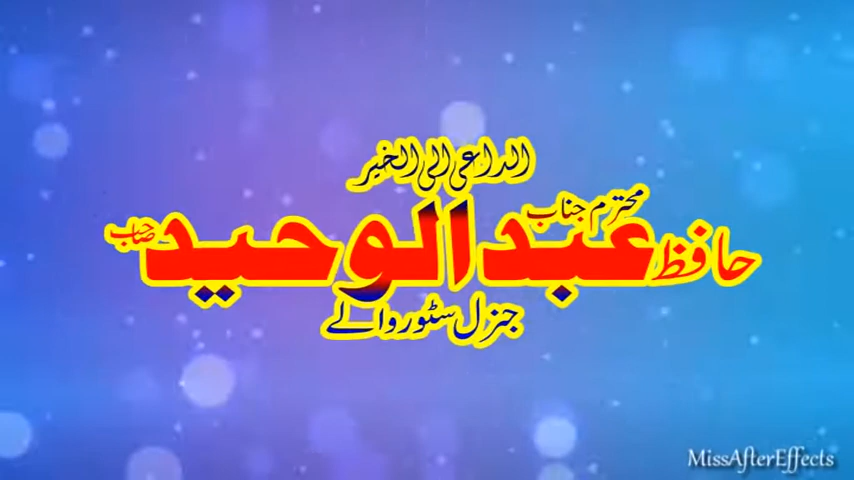 الداعی الی الخیر
محترم جناب
حافظ عبدالوحید صاحب
جنرل سٹور والے
MissAfterEffects